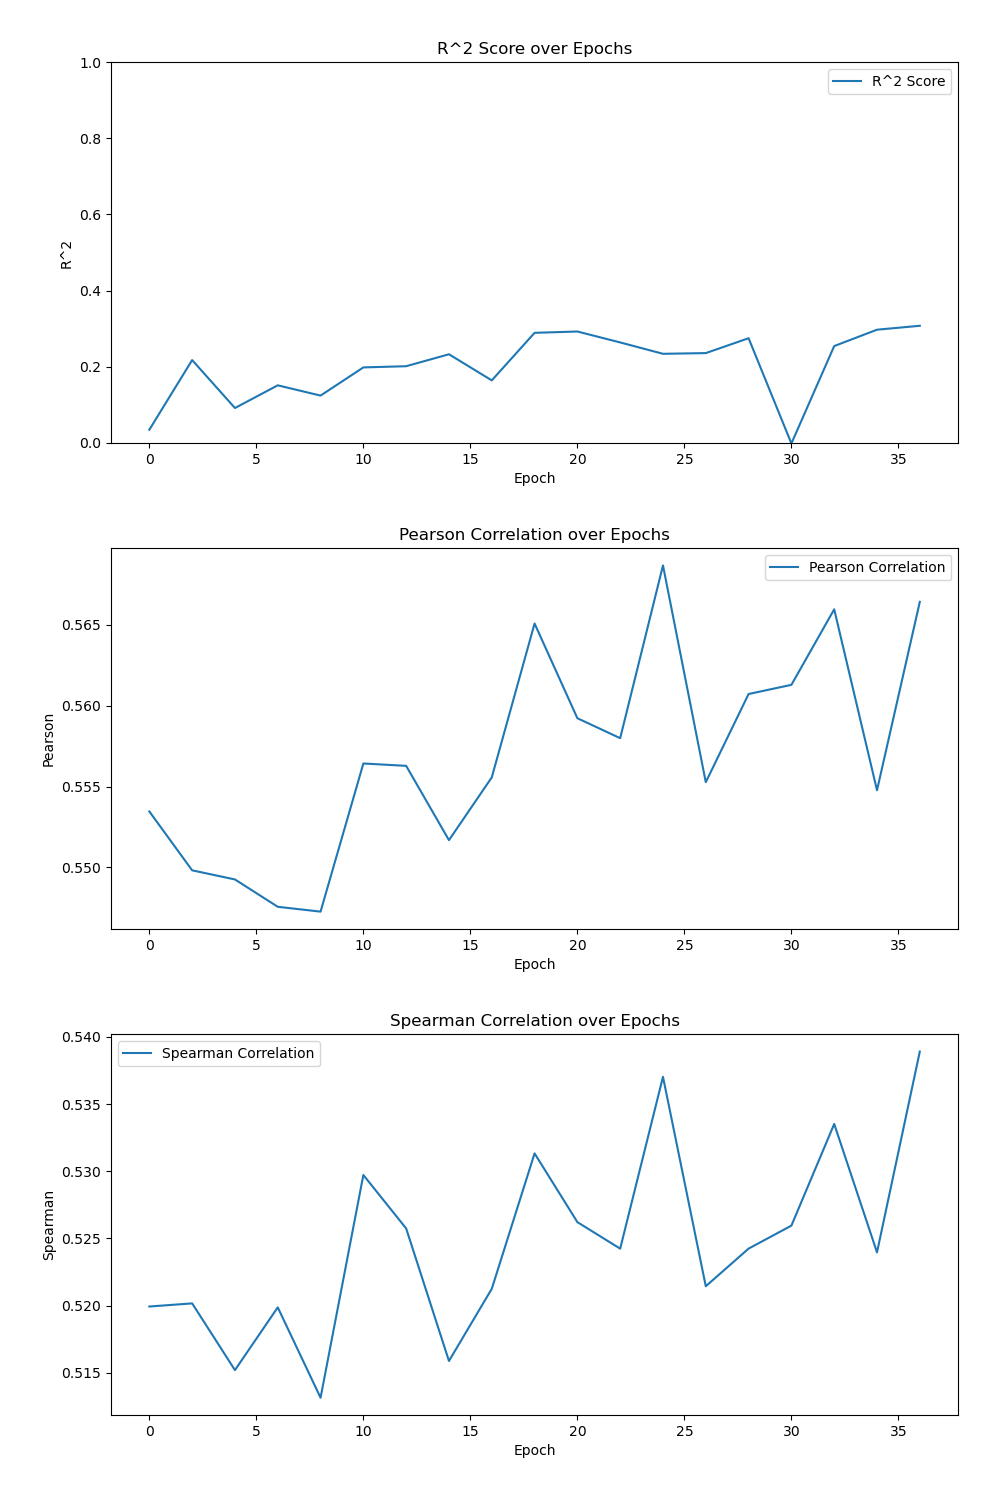 R^2 Score over Epochs
1.0
R^2 Score
0.8
0.6
R^2
0.4
0.2
0.0
0 5 10 15 20 25 30 35
Epoch
Pearson Correlation over Epochs
Pearson Correlation
0.565
0.560
Pearson
0.555
0.550
0 5 10 15 20 25 30 35
Epoch
Spearman Correlation over Epochs
0.540
Spearman Correlation
0.535
0.530
Spearman
0.525
0.520
0.515
0 5 10 15 20 25 30 35
Epoch